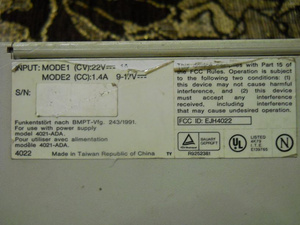 INPUT: MODE1 (CV):22V
MODE2 (CC):1.4A 9-17V
S/N:
with Part 15 of
the FCC Rules. Operation is subject
to the following two conditions: (1)
this device may not cause harmful
interference, and (2) this device
must accept any interference
received, including interference
that may cause undesired operation.
FCC ID: EJH4022
Funkentstört nach BMPT-Vfg. 243/1991.
For use with power supply
model 4021-ADA.
Pour utiliser avec alimentation
modèle 4021-ADA.
4022 Made in Taiwan Republic of China
BAUART
GEPRÜFT
UL
LISTED
I.T.E.
N